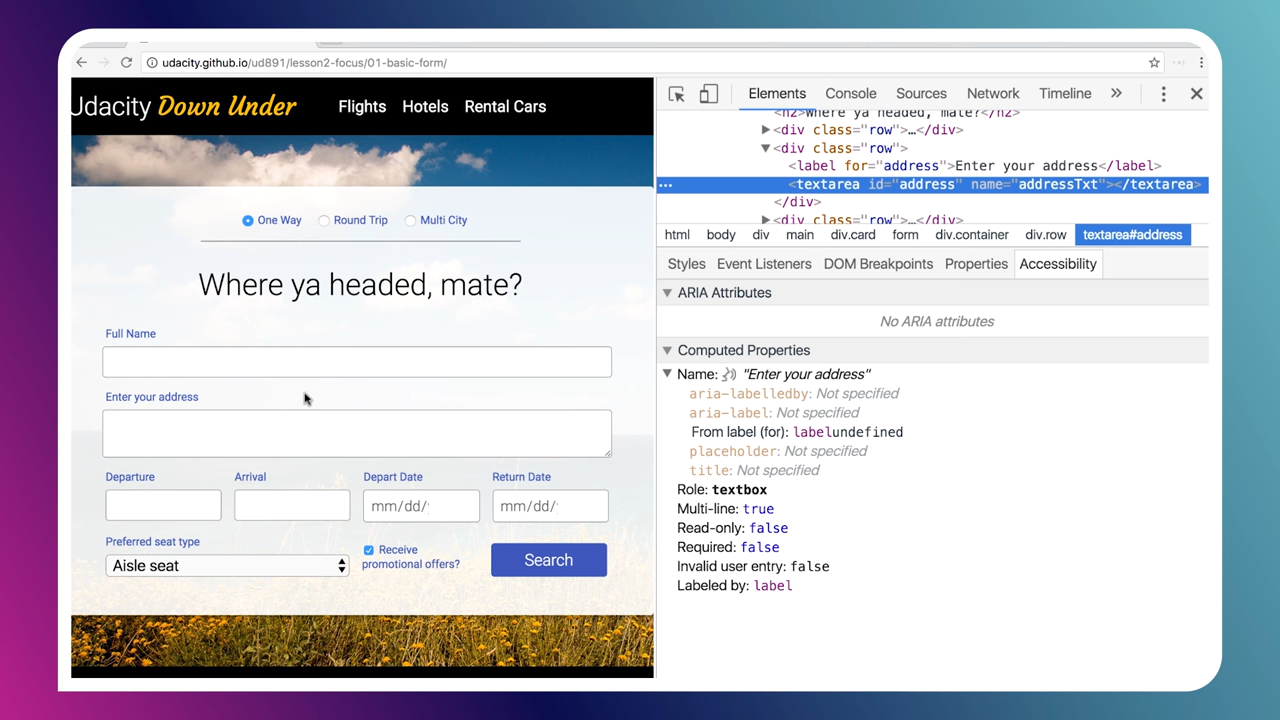 udacity.github.io/ud891/lesson2-focus/01-basic-form/
Udacity Down Under
Flights
Hotels
Rental Cars
One Way
Round Trip
Multi City
Where ya headed, mate?
Full Name
Enter your address
Departure
Arrival
Depart Date
Return Date
mm/dd/
mm/dd/
Preferred seat type
Aisle seat
Receive
promotional offers?
Search
Elements
Console
Sources
Network
Timeline
»
<h2>Where ya headed, mate?</h2>
▶<div class="row">…</div>
▼<div class="row">
<label for="address">Enter your address</label>
<textarea id="address" name="addressTxt"></textarea>
</div>
▶<div class="row">…</div>
html body div main div.card form div.container div.row textarea#address
Styles
Event Listeners
DOM Breakpoints
Properties
Accessibility
ARIA Attributes
No ARIA attributes
Computed Properties
Name: "Enter your address"
aria-labelledby: Not specified
aria-label: Not specified
From label (for): labelundefined
placeholder: Not specified
title: Not specified
Role: textbox
Multi-line: true
Read-only: false
Required: false
Invalid user entry: false
Labeled by: label